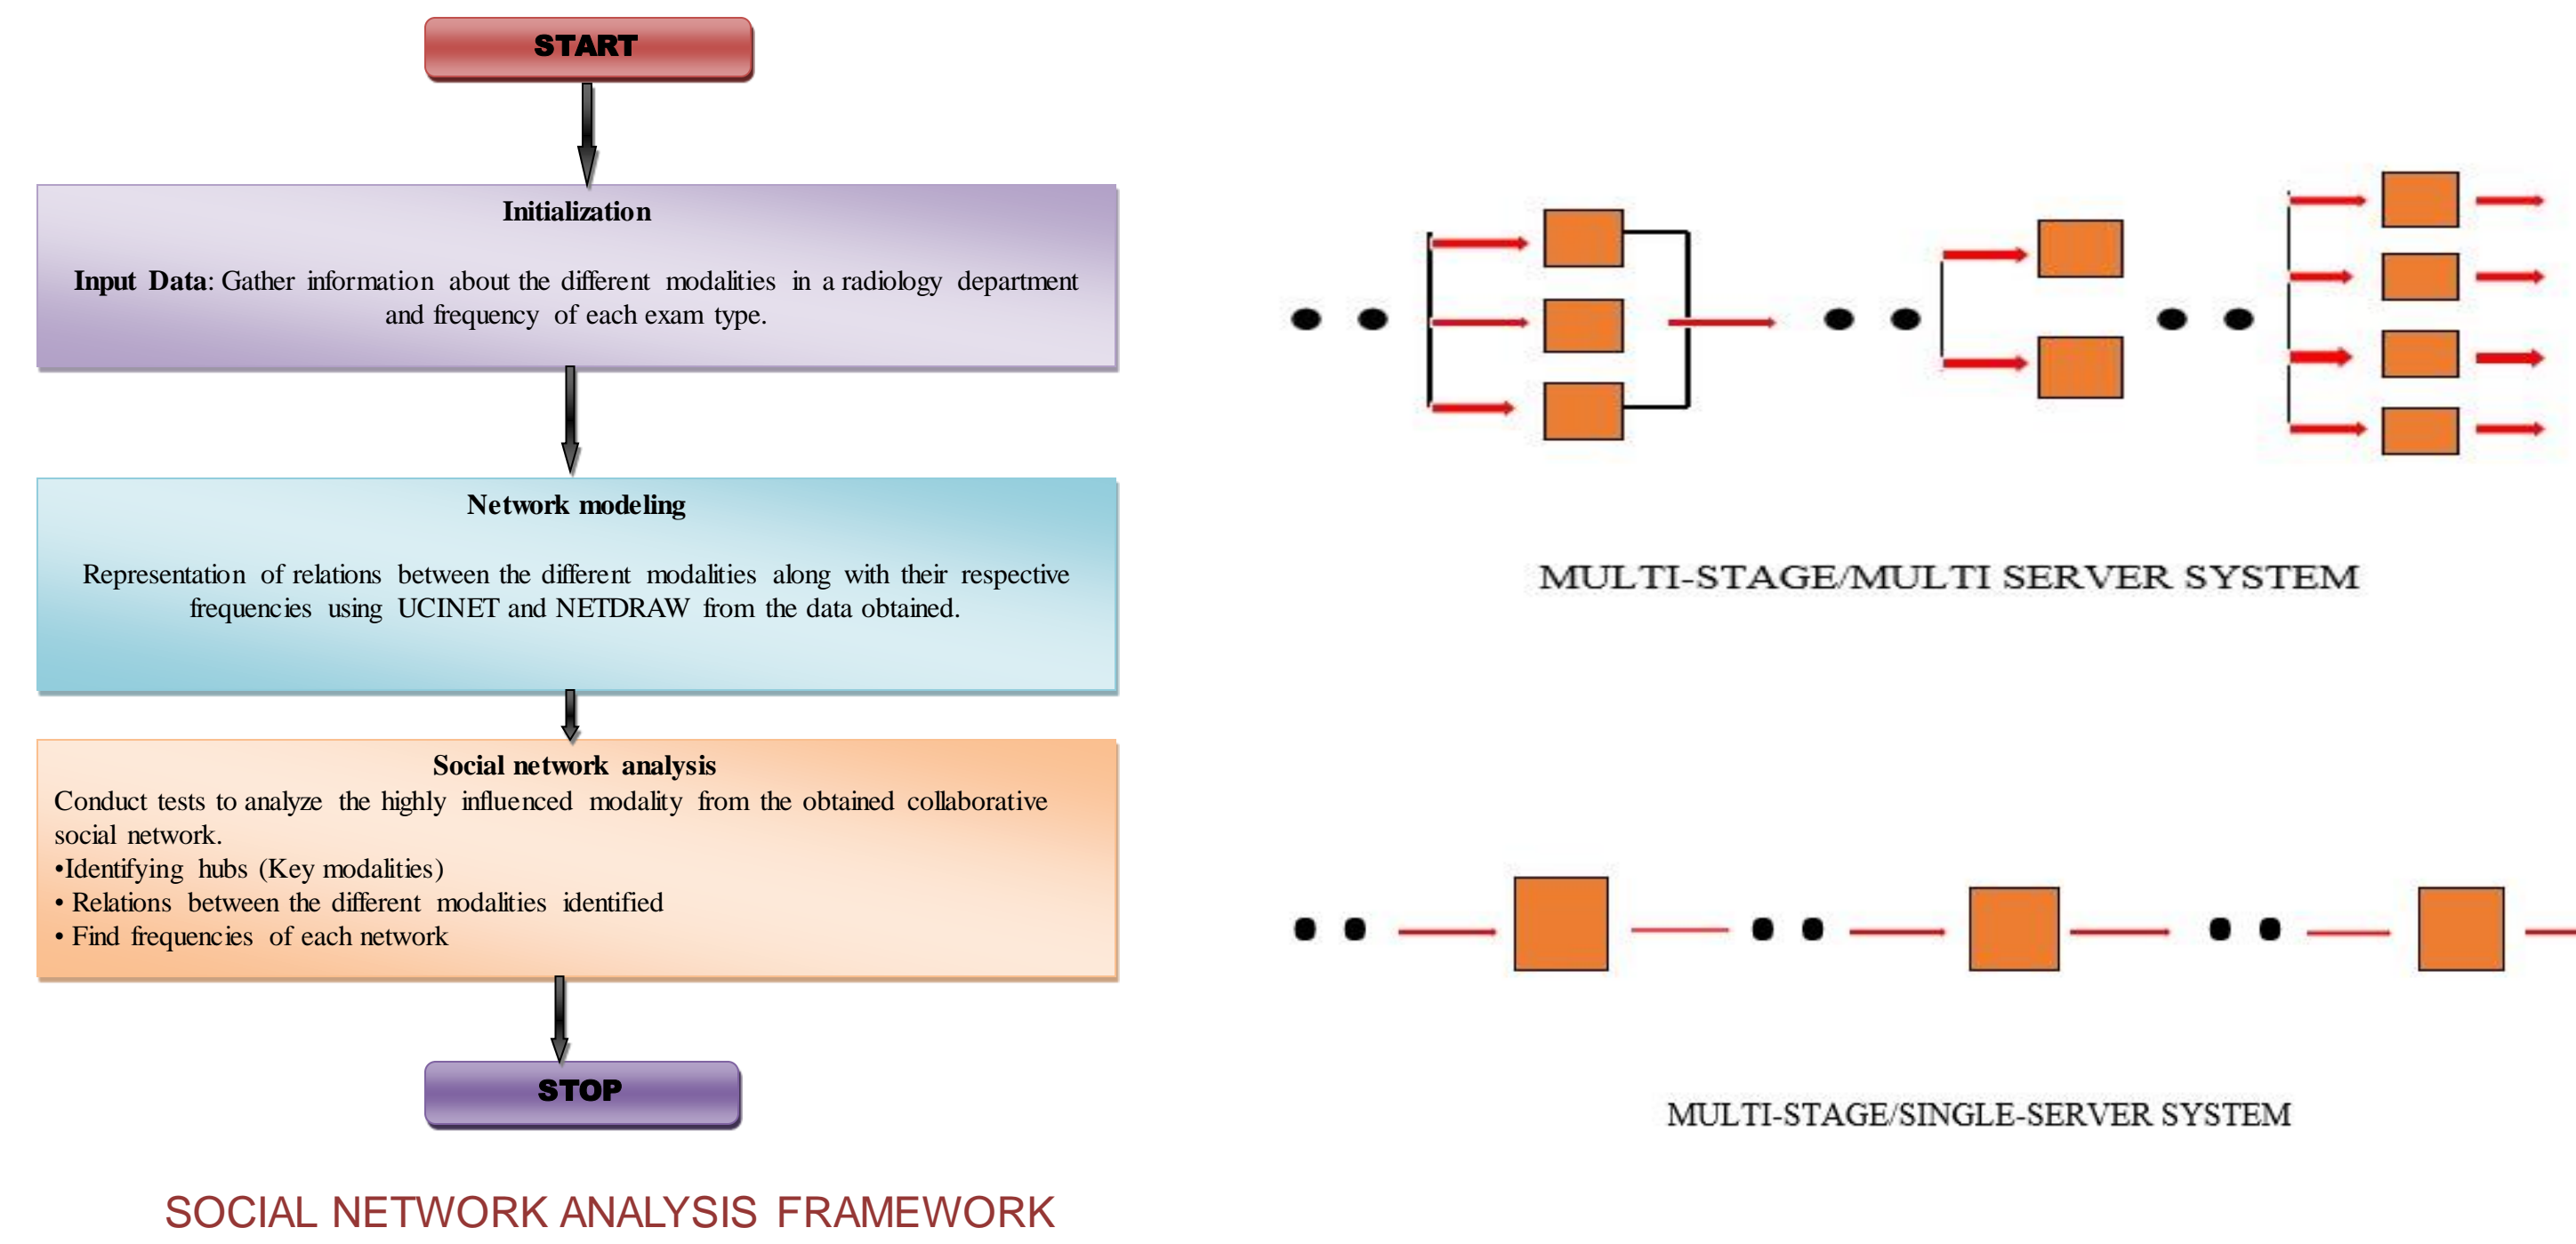 START
Initialization
Input Data: Gather information about the different modalities in a radiology department
and frequency of each exam type.
Network modeling
Representation of relations between the different modalities along with their respective
frequencies using UCINET and NETDRAW from the data obtained.
Social network analysis
Conduct tests to analyze the highly influenced modality from the obtained collaborative
social network.
•Identifying hubs (Key modalities)
• Relations between the different modalities identified
• Find frequencies of each network
STOP
SOCIAL NETWORK ANALYSIS FRAMEWORK
MULTI-STAGE/MULTI SERVER SYSTEM
MULTI-STAGE/SINGLE-SERVER SYSTEM